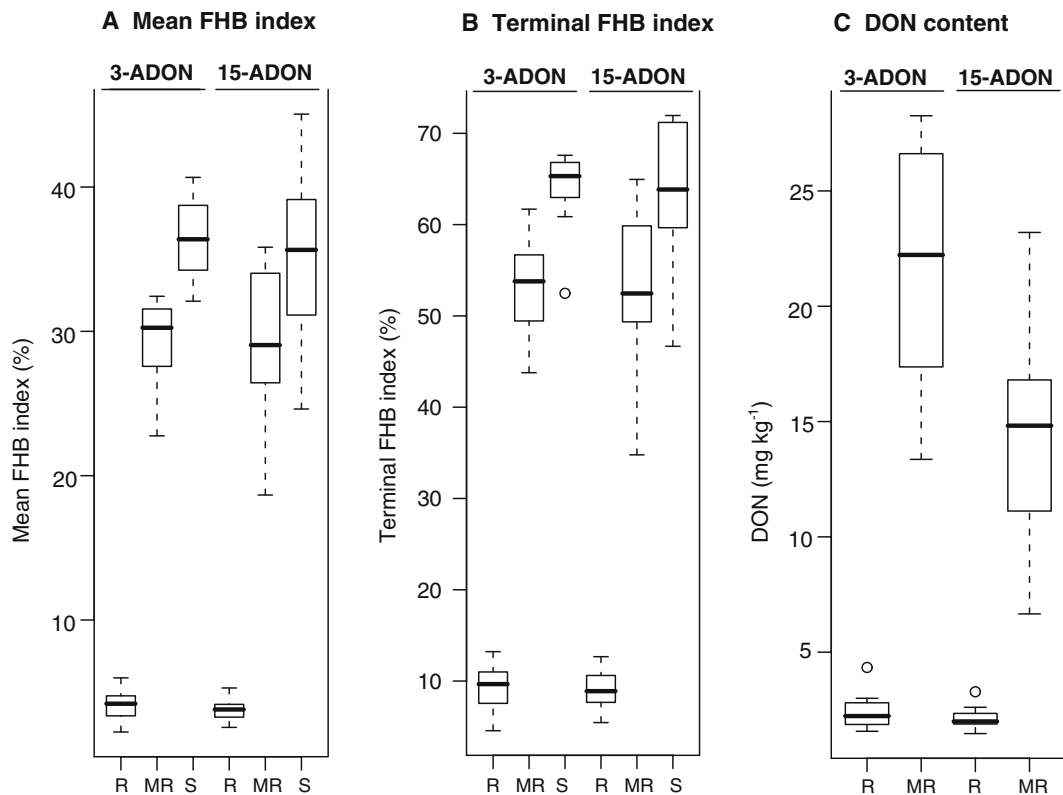 A Mean FHB index
3-ADON 15-ADON
Mean FHB index (%)
40
30
20
10
R MR S R MR S
B Terminal FHB index
3-ADON 15-ADON
Terminal FHB index (%)
70
60
50
40
30
20
10
R MR S R MR S
C DON content
3-ADON 15-ADON
DON (mg kg⁻¹)
25
20
15
10
5
R MR R MR